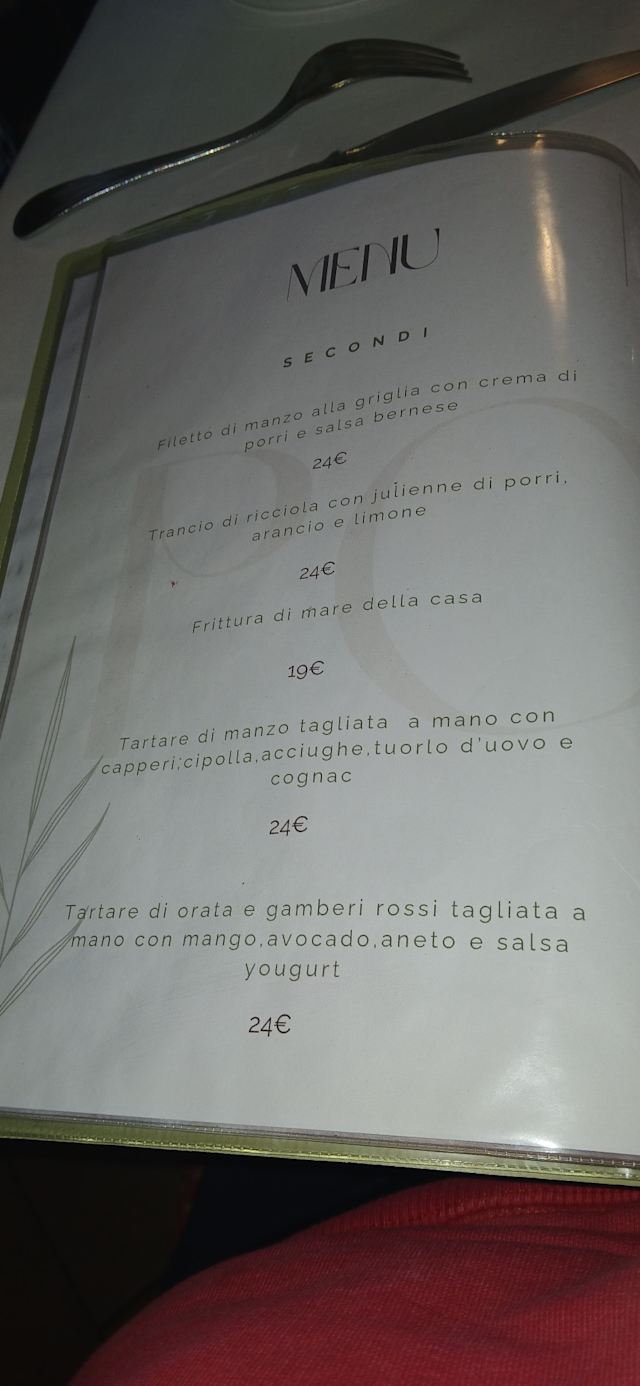 MENU
SECONDI
Filetto di manzo alla griglia con crema di
porri e salsa bernese
24€
Trancio di ricciola con julienne di porri,
arancio e limone
24€
Frittura di mare della casa
19€
Tartare di manzo tagliata a mano con
capperi;cipolla,acciughe,tuorlo d'uovo e
cognac
24€
Tartare di orata e gamberi rossi tagliata a
mano con mango,avocado,aneto e salsa
yougurt
24€